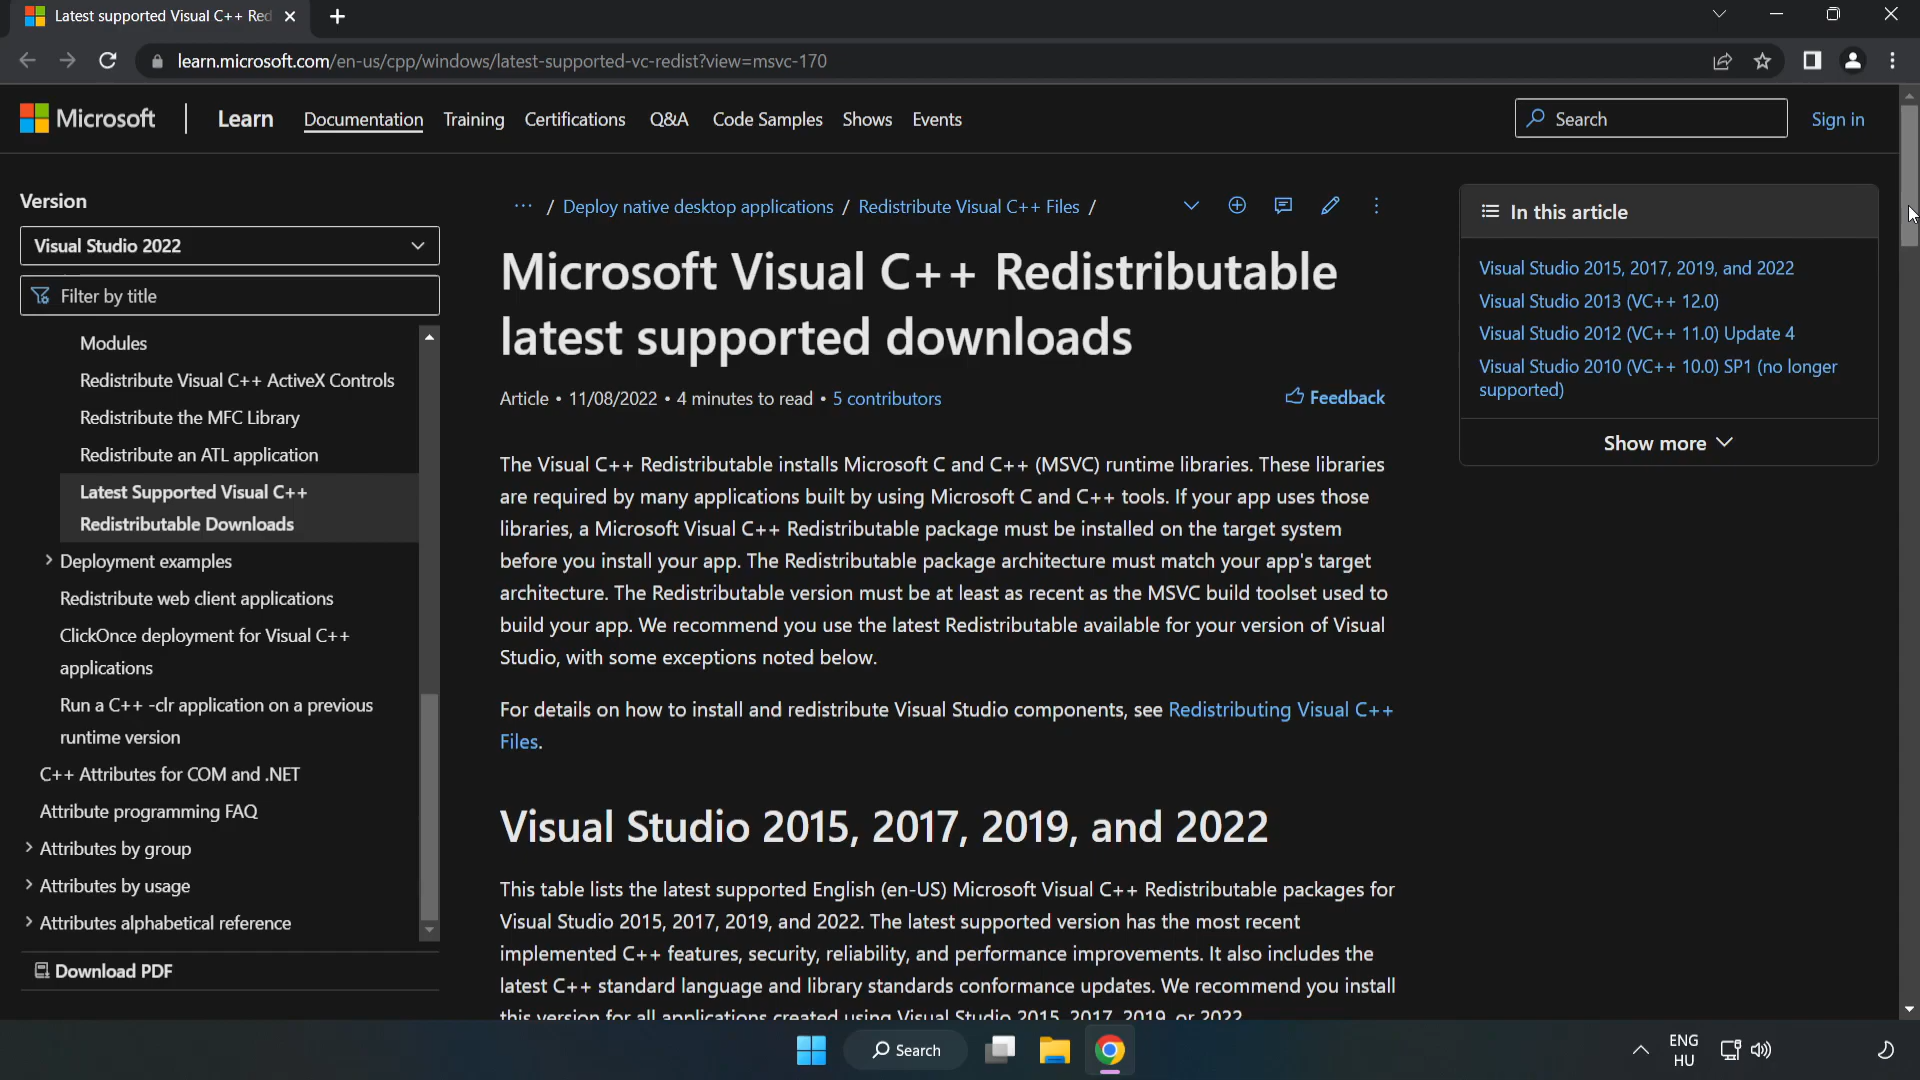 Latest supported Visual C++ Red
learn.microsoft.com/en-us/cpp/windows/latest-supported-vc-redist?view=msvc-170
Microsoft
Learn
Documentation
Training
Certifications
Q&A
Code Samples
Shows
Events
Search
Sign in
Version
Visual Studio 2022
Filter by title
Modules
Redistribute Visual C++ ActiveX Controls
Redistribute the MFC Library
Redistribute an ATL application
Latest Supported Visual C++
Redistributable Downloads
Deployment examples
Redistribute web client applications
ClickOnce deployment for Visual C++
applications
Run a C++ -clr application on a previous
runtime version
C++ Attributes for COM and .NET
Attribute programming FAQ
Attributes by group
Attributes by usage
Attributes alphabetical reference
Download PDF
··· / Deploy native desktop applications / Redistribute Visual C++ Files /
Microsoft Visual C++ Redistributable
latest supported downloads
Article • 11/08/2022 • 4 minutes to read • 5 contributors
Feedback
The Visual C++ Redistributable installs Microsoft C and C++ (MSVC) runtime libraries. These libraries
are required by many applications built by using Microsoft C and C++ tools. If your app uses those
libraries, a Microsoft Visual C++ Redistributable package must be installed on the target system
before you install your app. The Redistributable package architecture must match your app's target
architecture. The Redistributable version must be at least as recent as the MSVC build toolset used to
build your app. We recommend you use the latest Redistributable available for your version of Visual
Studio, with some exceptions noted below.
For details on how to install and redistribute Visual Studio components, see Redistributing Visual C++
Files.
Visual Studio 2015, 2017, 2019, and 2022
This table lists the latest supported English (en-US) Microsoft Visual C++ Redistributable packages for
Visual Studio 2015, 2017, 2019, and 2022. The latest supported version has the most recent
implemented C++ features, security, reliability, and performance improvements. It also includes the
latest C++ standard language and library standards conformance updates. We recommend you install
this version for all applications created using Visual Studio 2015, 2017, 2019, or 2022.
In this article
Visual Studio 2015, 2017, 2019, and 2022
Visual Studio 2013 (VC++ 12.0)
Visual Studio 2012 (VC++ 11.0) Update 4
Visual Studio 2010 (VC++ 10.0) SP1 (no longer
supported)
Show more
Search
ENG
HU